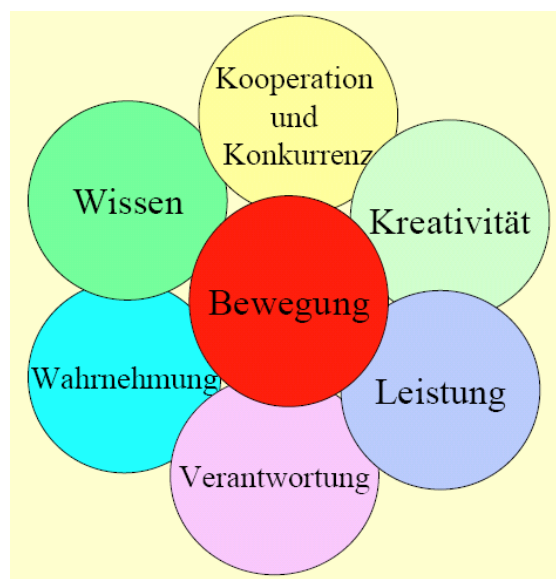 Kooperation
und
Konkurrenz
Wissen
Kreativität
Bewegung
Wahrnehmung
Leistung
Verantwortung